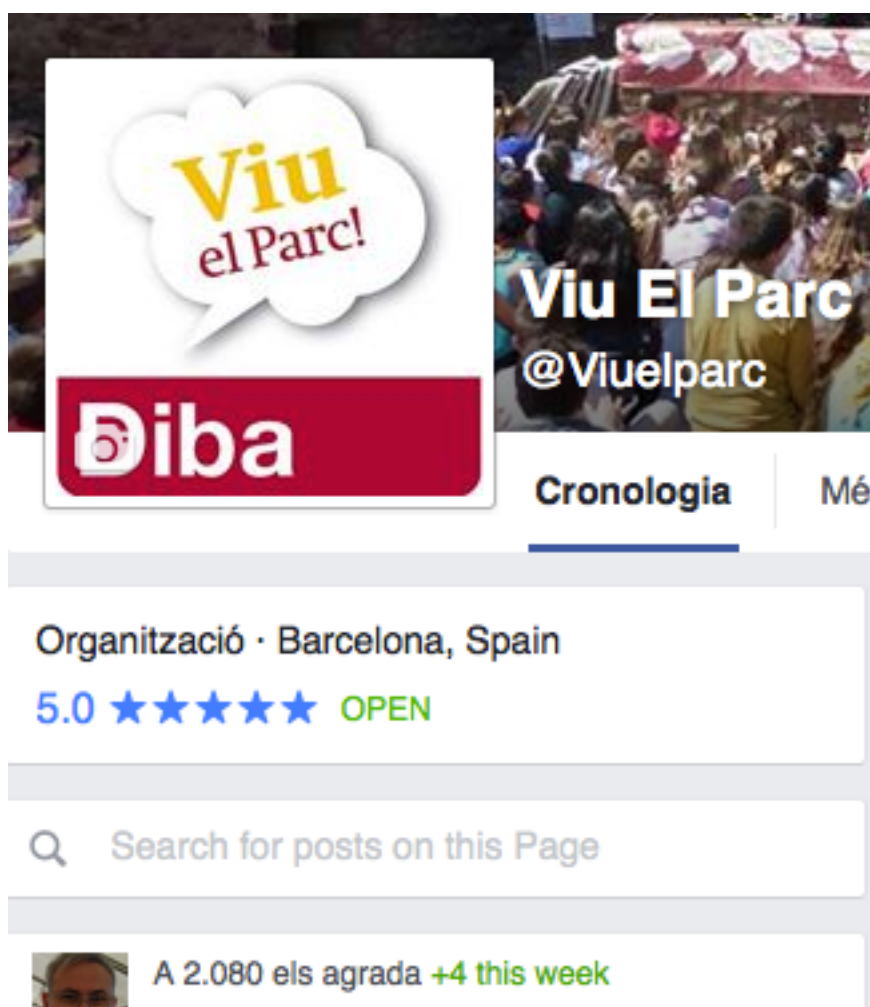 Viu
el Parc!
Diba
Viu El Parc
@Viuelparc
Cronologia
Mé
Organització · Barcelona, Spain
5.0 ★★★★★ OPEN
Search for posts on this Page
A 2.080 els agrada +4 this week